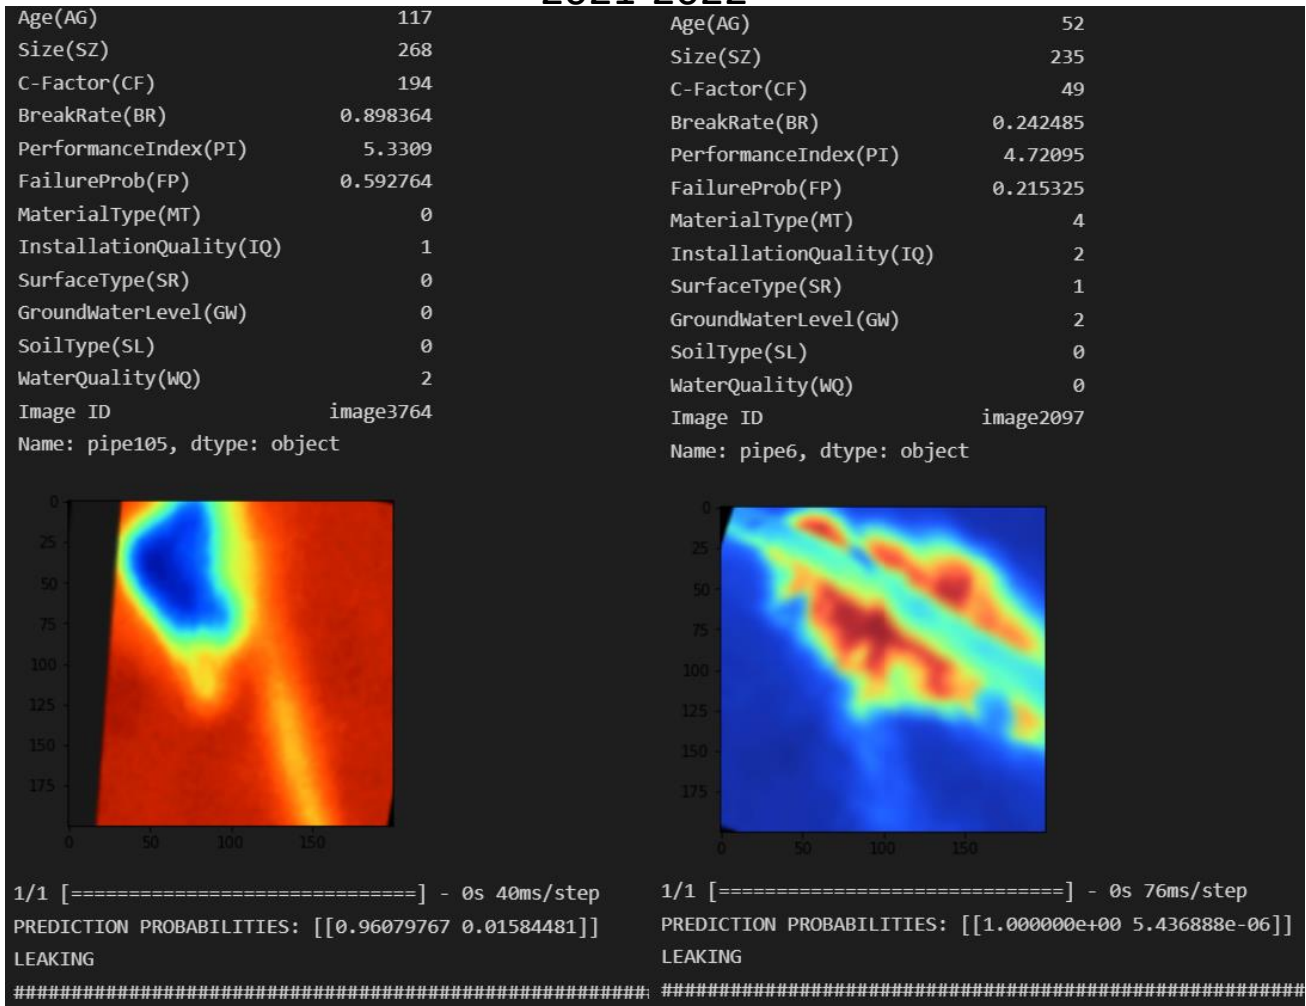 2021-2022
Age(AG) 117
Size(SZ) 268
C-Factor(CF) 194
BreakRate(BR) 0.898364
PerformanceIndex(PI) 5.3309
FailureProb(FP) 0.592764
MaterialType(MT) 0
InstallationQuality(IQ) 1
SurfaceType(SR) 0
GroundWaterLevel(GW) 0
SoilType(SL) 0
WaterQuality(WQ) 2
Image ID image3764
Name: pipe105, dtype: object
0
25
50
75
100
125
150
175
0 50 100 150
1/1 [==============================] - 0s 40ms/step
PREDICTION PROBABILITIES: [[0.96079767 0.01584481]]
LEAKING
########################################################
Age(AG) 52
Size(SZ) 235
C-Factor(CF) 49
BreakRate(BR) 0.242485
PerformanceIndex(PI) 4.72095
FailureProb(FP) 0.215325
MaterialType(MT) 4
InstallationQuality(IQ) 2
SurfaceType(SR) 1
GroundWaterLevel(GW) 2
SoilType(SL) 0
WaterQuality(WQ) 0
Image ID image2097
Name: pipe6, dtype: object
0
25
50
75
100
125
150
175
0 50 100 150
1/1 [==============================] - 0s 76ms/step
PREDICTION PROBABILITIES: [[1.000000e+00 5.436888e-06]]
LEAKING
########################################################